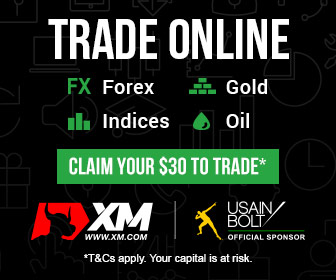 TRADE ONLINE
FX Forex
Gold
Indices
Oil
CLAIM YOUR $30 TO TRADE*
XM
WWW.XM.COM
USAIN
BOLT
OFFICIAL SPONSOR
*T&Cs apply. Your capital is at risk.